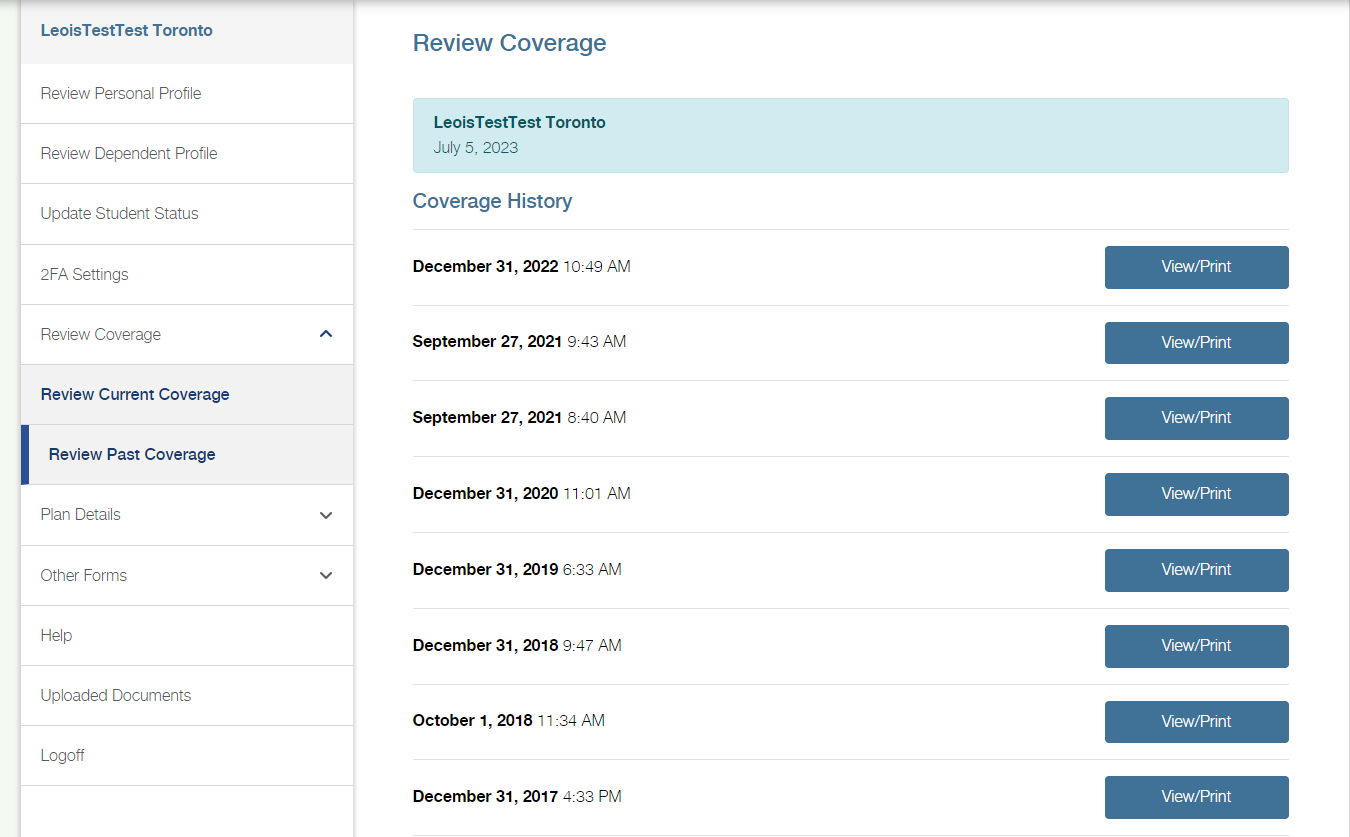 LeoisTestTest Toronto
Review Personal Profile
Review Dependent Profile
Update Student Status
2FA Settings
Review Coverage
Review Current Coverage
Review Past Coverage
Plan Details
Other Forms
Help
Uploaded Documents
Logoff
Review Coverage
LeoisTestTest Toronto
July 5, 2023
Coverage History
December 31, 2022 10:49 AM View/Print
September 27, 2021 9:43 AM View/Print
September 27, 2021 8:40 AM View/Print
December 31, 2020 11:01 AM View/Print
December 31, 2019 6:33 AM View/Print
December 31, 2018 9:47 AM View/Print
October 1, 2018 11:34 AM View/Print
December 31, 2017 4:33 PM View/Print